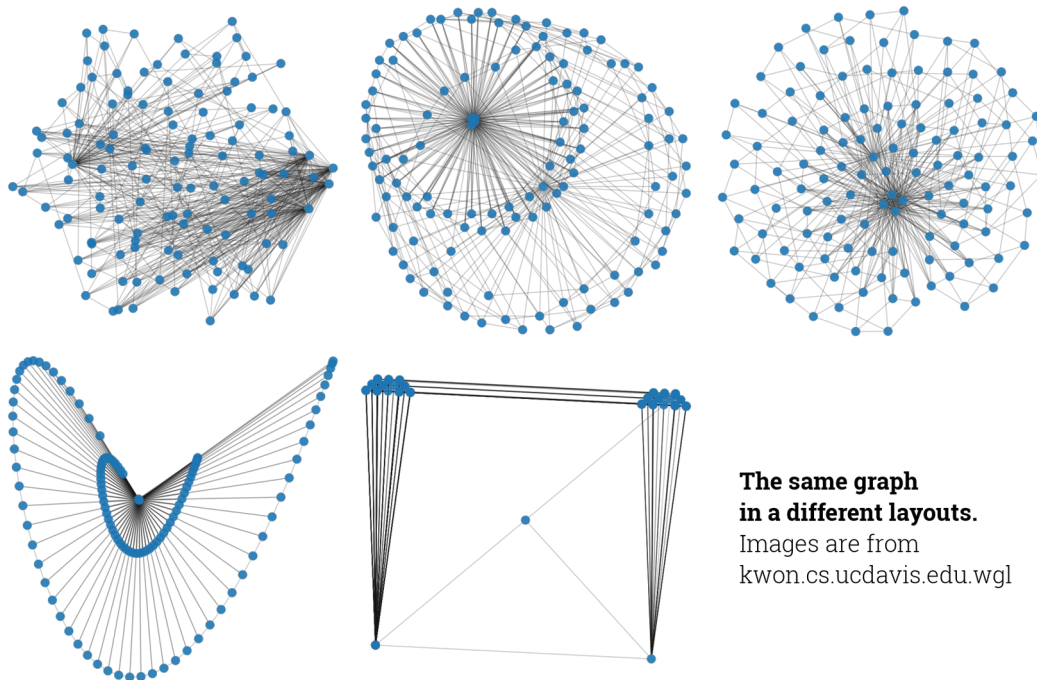 The same graph
in a different layouts.
Images are from
kwon.cs.ucdavis.edu.wgl